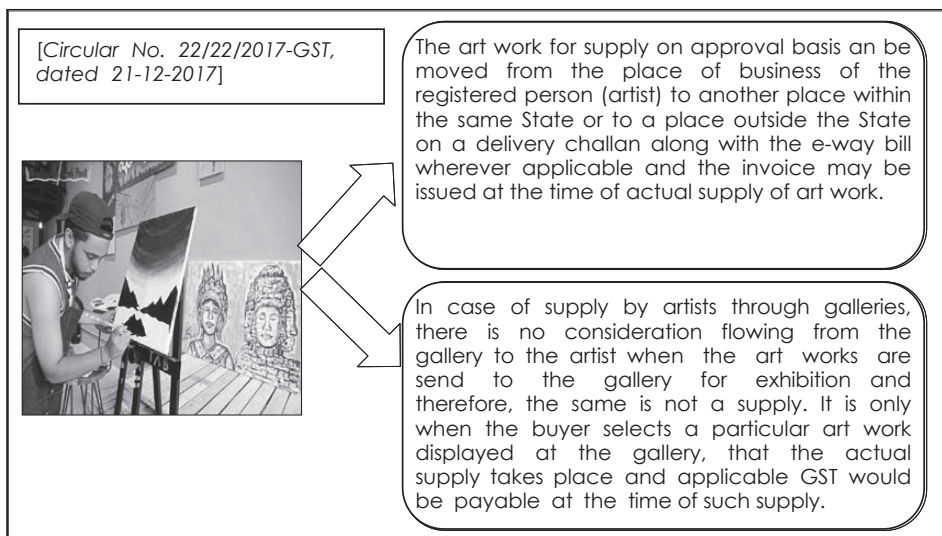 [Circular No. 22/22/2017-GST,
dated 21-12-2017]
The art work for supply on approval basis an be
moved from the place of business of the
registered person (artist) to another place within
the same State or to a place outside the State
on a delivery challan along with the e-way bill
wherever applicable and the invoice may be
issued at the time of actual supply of art work.
In case of supply by artists through galleries,
there is no consideration flowing from the
gallery to the artist when the art works are
send to the gallery for exhibition and
therefore, the same is not a supply. It is only
when the buyer selects a particular art work
displayed at the gallery, that the actual
supply takes place and applicable GST would
be payable at the time of such supply.